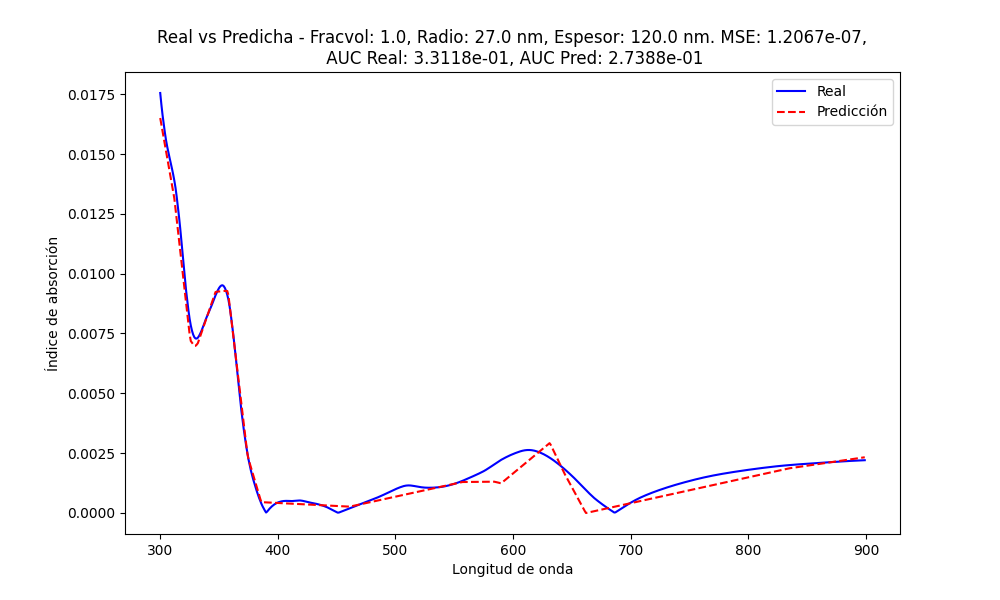 Real vs Predicha - Fracvol: 1.0, Radio: 27.0 nm, Espesor: 120.0 nm. MSE: 1.2067e-07,
AUC Real: 3.3118e-01, AUC Pred: 2.7388e-01
Real
Predicción
0.0175
0.0150
0.0125
0.0100
0.0075
0.0050
0.0025
0.0000
Índice de absorción
300 400 500 600 700 800 900
Longitud de onda